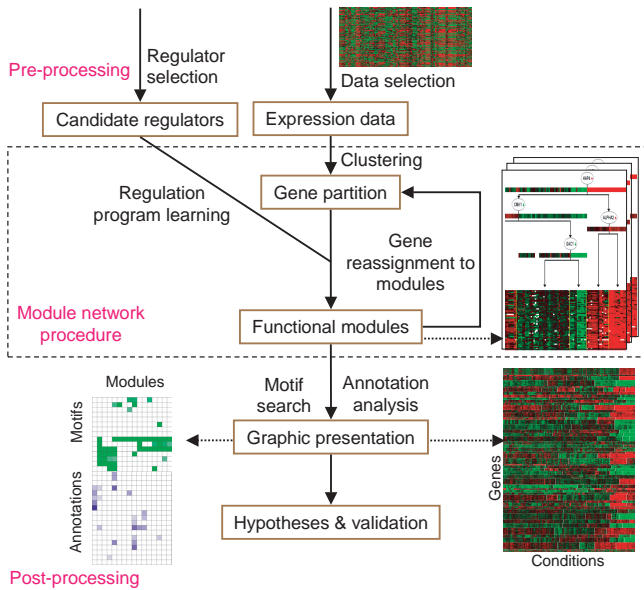 Pre-processing
Regulator
selection
Data selection
Candidate regulators
Expression data
Clustering
Gene partition
Regulation
program learning
Gene
reassignment to
modules
Module network
procedure
Functional modules
Motif
search
Annotation
analysis
Modules
Motifs
Annotations
Graphic presentation
Genes
Conditions
Hypotheses & validation
Post-processing